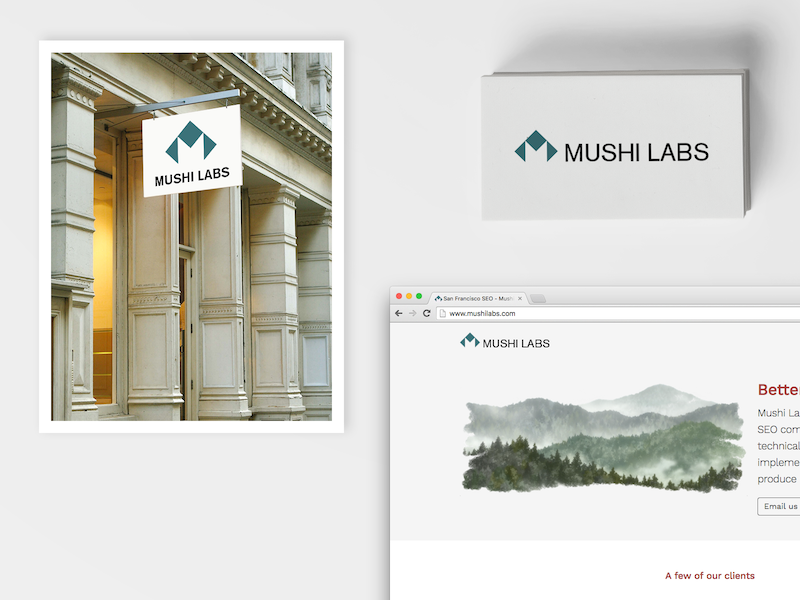 MUSHI LABS
MUSHI LABS
San Francisco SEO - Mushi
www.mushilabs.com
MUSHI LABS
Better
Mushi La
SEO com
technical
impleme
produce
Email us
A few of our clients